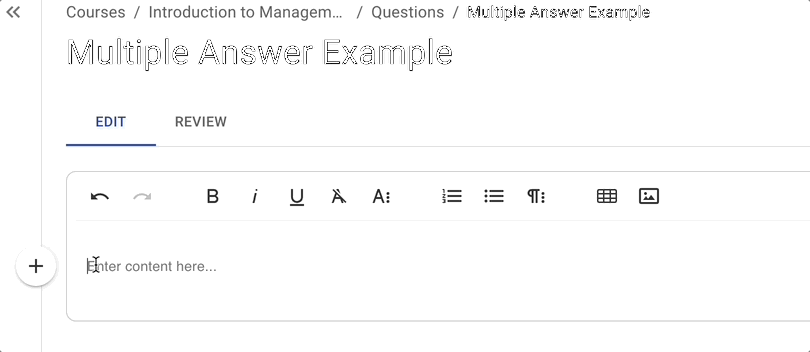 Courses / Introduction to Managem... / Questions / Multiple Answer Example
Multiple Answer Example
EDIT REVIEW
B i U A A:
Enter content here...